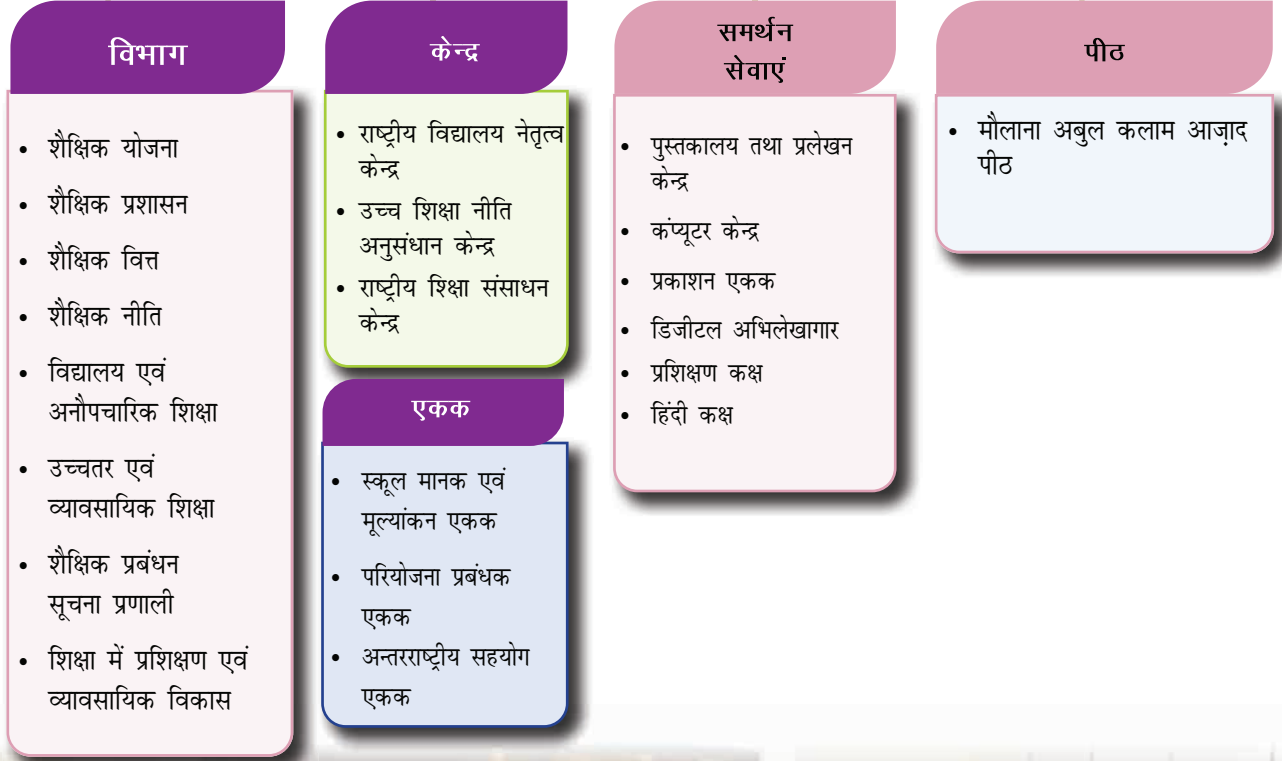 विभाग
• शैक्षिक योजना
• शैक्षिक प्रशासन
• शैक्षिक वित्त
• शैक्षिक नीति
• विद्यालय एवं
अनौपचारिक शिक्षा
• उच्चतर एवं
व्यावसायिक शिक्षा
• शैक्षिक प्रबंधन
सूचना प्रणाली
• शिक्षा में प्रशिक्षण एवं
व्यावसायिक विकास
केन्द्र
• राष्ट्रीय विद्यालय नेतृत्व
केन्द्र
• उच्च शिक्षा नीति
अनुसंधान केन्द्र
• राष्ट्रीय श्क्षिा संसाधन
केन्द्र
एकक
• स्कूल मानक एवं
मूल्यांकन एकक
• परियोजना प्रबंधक
एकक
• अन्तरराष्ट्रीय सहयोग
एकक
समर्थन
सेवाएं
• पुस्तकालय तथा प्रलेखन
केन्द्र
• कंप्यूटर केन्द्र
• प्रकाशन एकक
• डिजीटल अभिलेखागार
• प्रशिक्षण कक्ष
• हिंदी कक्ष
पीठ
• मौलाना अबुल कलाम आज़ाद
पीठ